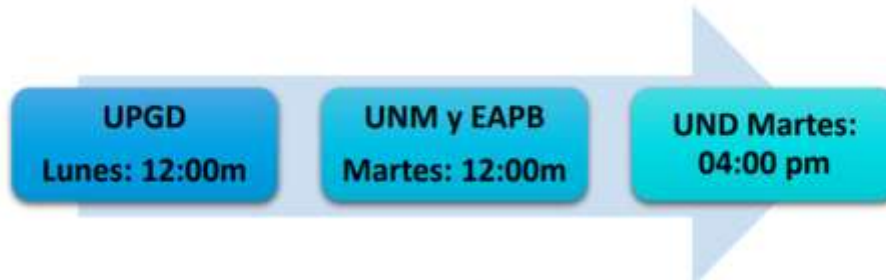 UPGD
Lunes: 12:00m
UNM y EAPB
Martes: 12:00m
UND Martes:
04:00 pm